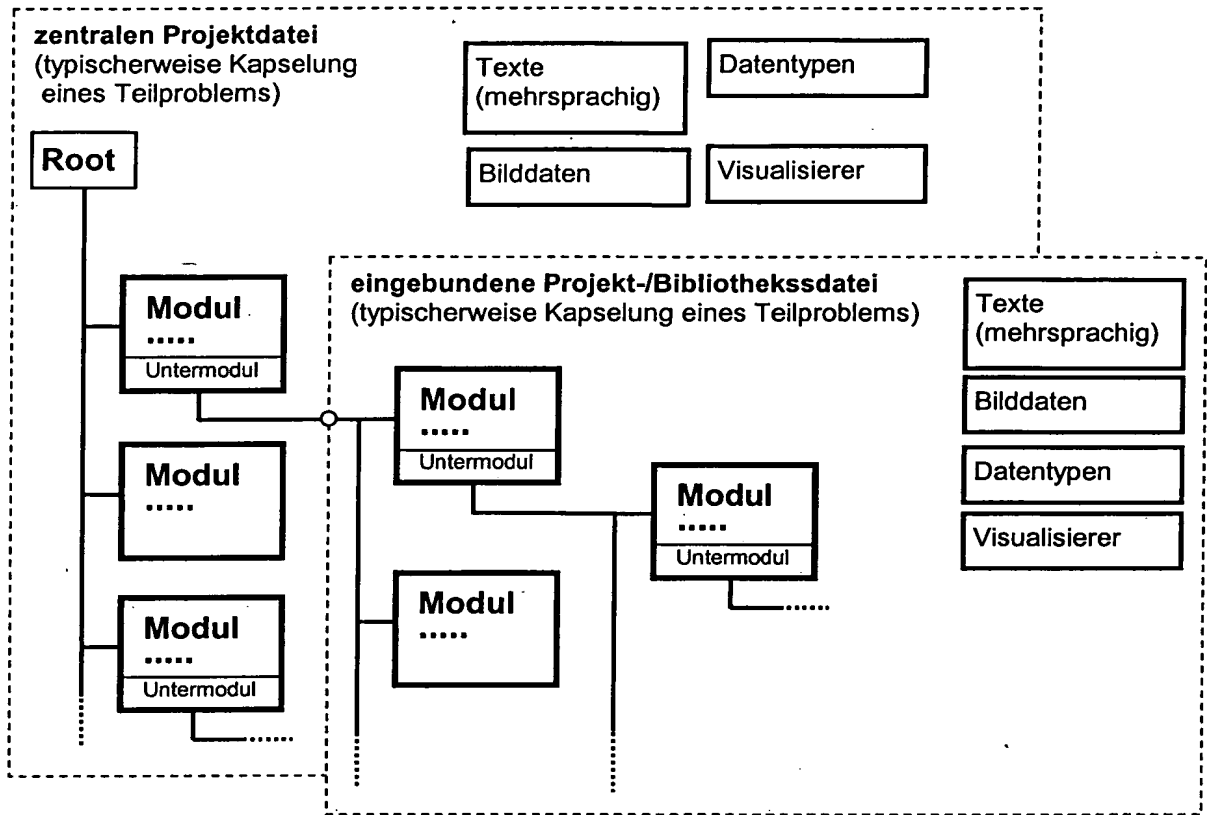 zentralen Projektdatei
(typischerweise Kapselung
eines Teilproblems)
Texte
(mehrsprachig)
Datentypen
Bilddaten
Visualisierer
Root
Modul
.....
Untermodul
Modul
.....
Modul
.....
Untermodul
eingebundene Projekt-/Bibliothekssdatei
(typischerweise Kapselung eines Teilproblems)
Texte
(mehrsprachig)
Bilddaten
Datentypen
Visualisierer
Modul
.....
Untermodul
Modul
.....
Untermodul
Modul
.....